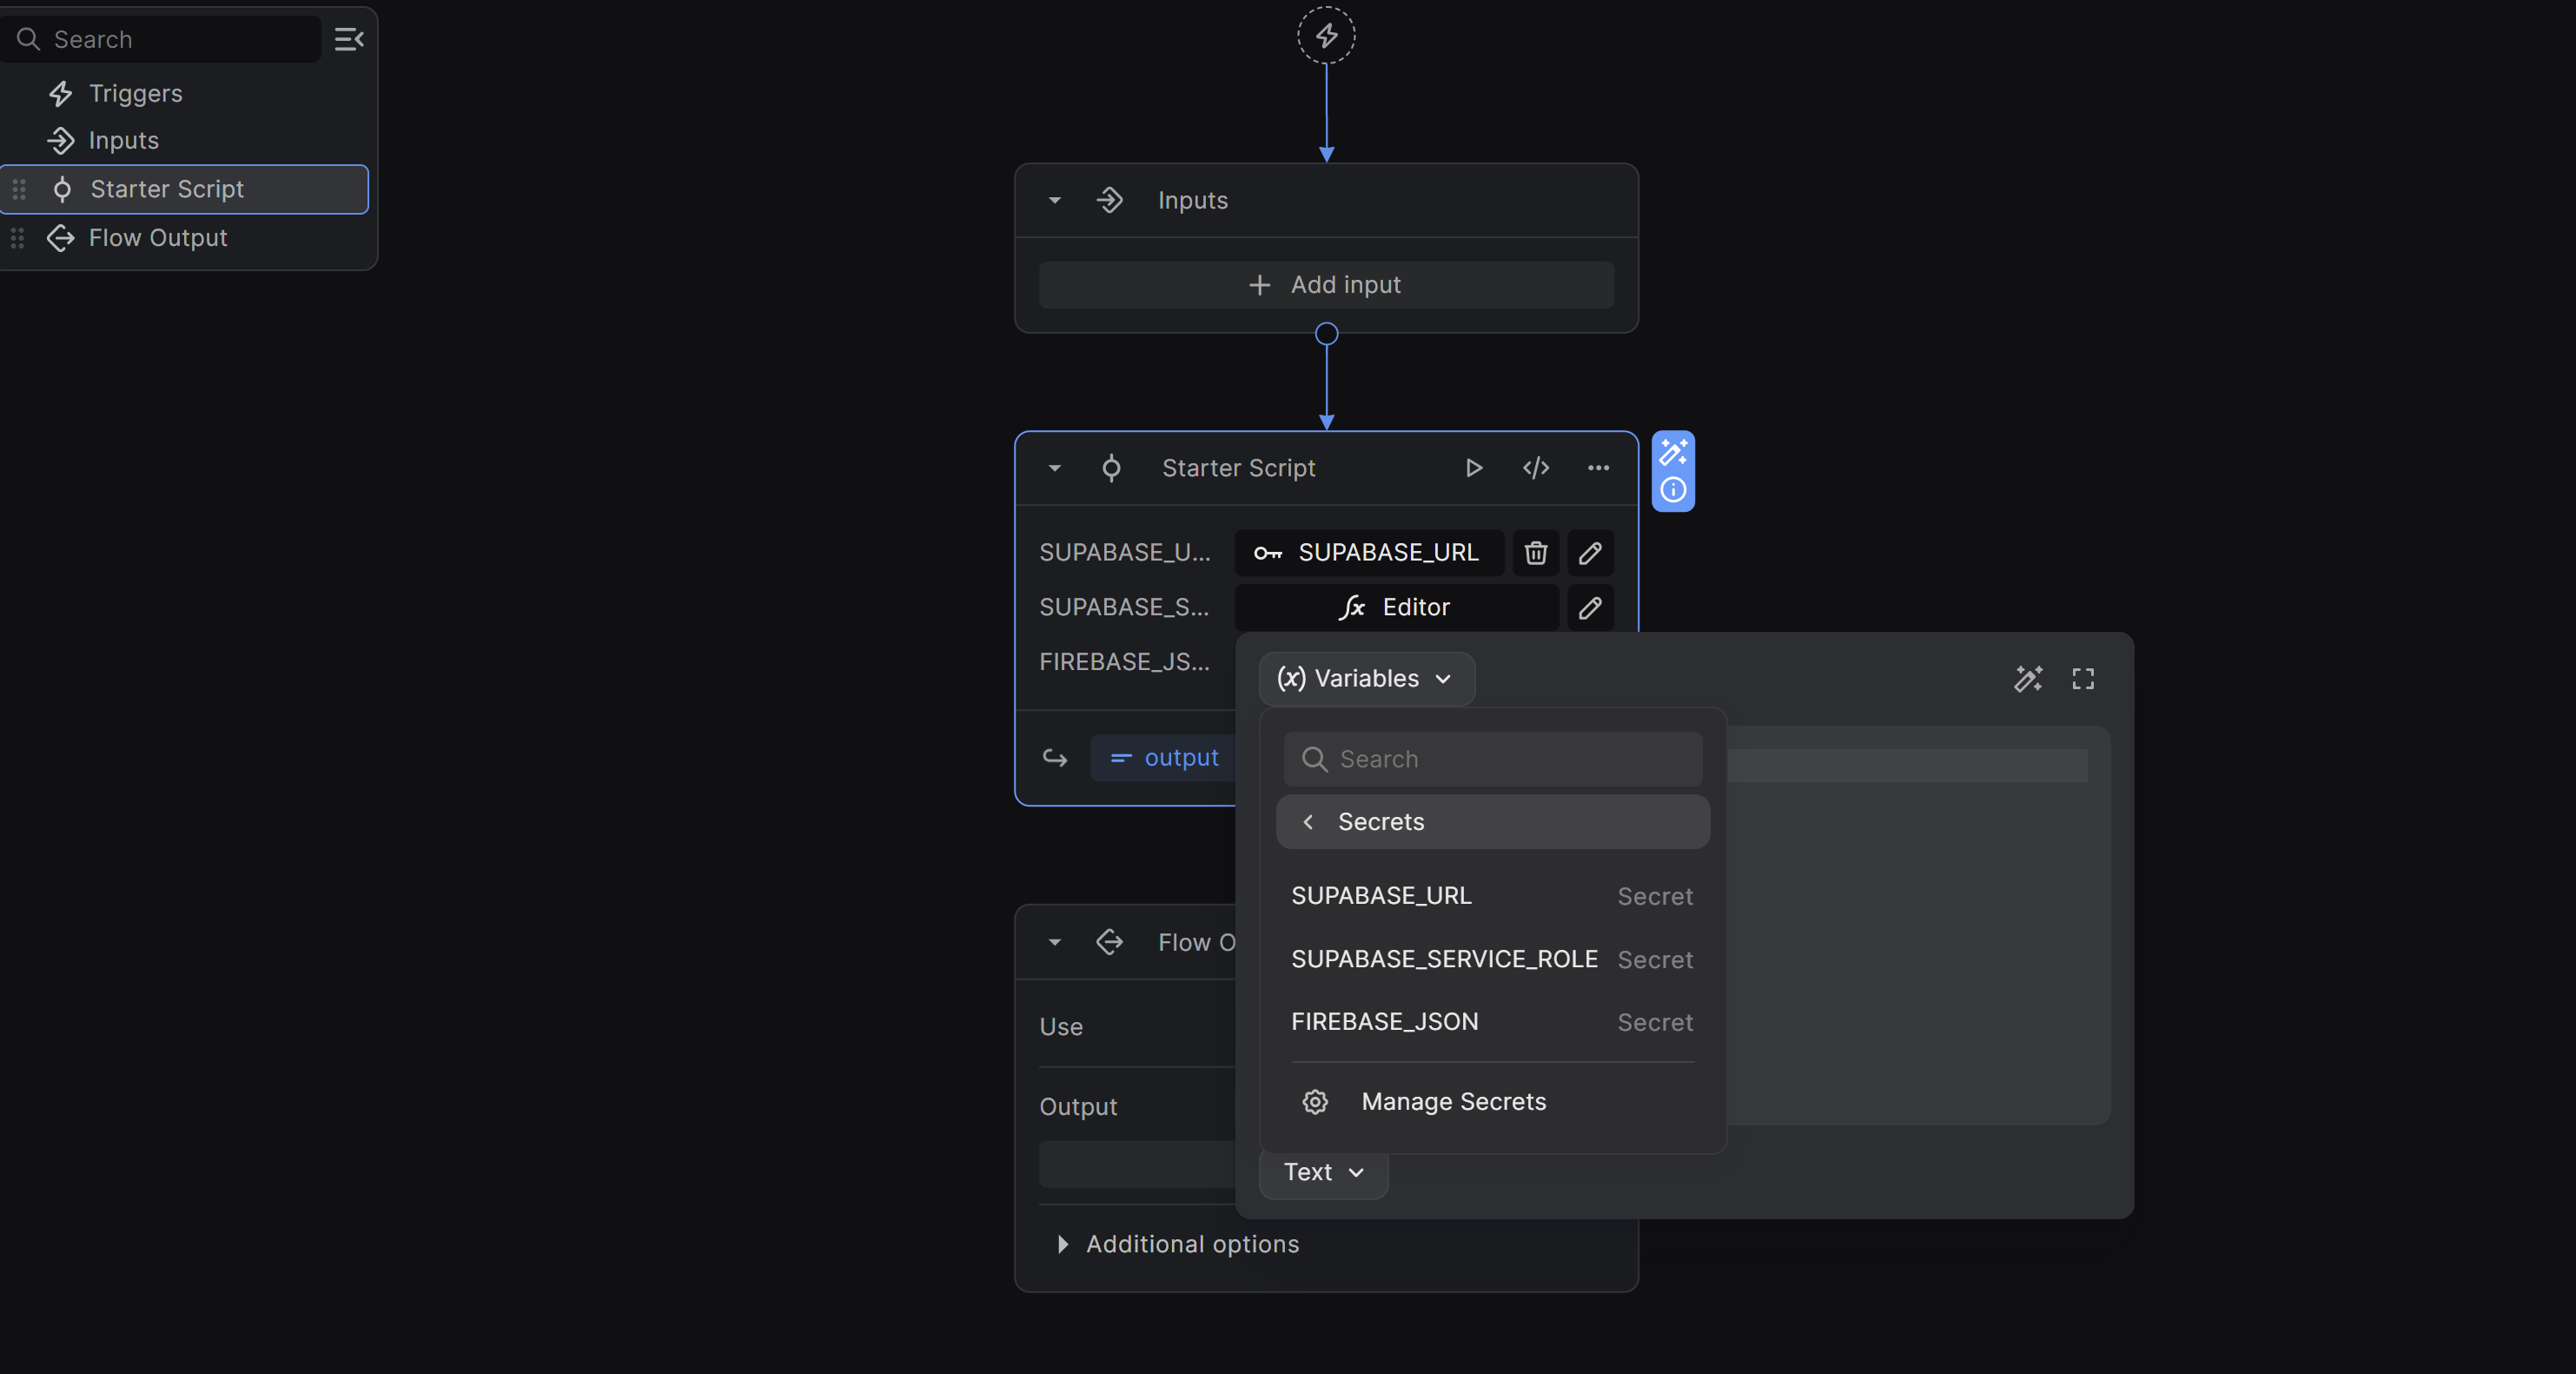 Search
Triggers
Inputs
Starter Script
Flow Output
Inputs
Add input
Starter Script
SUPABASE_U... SUPABASE_URL
SUPABASE_S... Editor
FIREBASE_JS...
(x) Variables
output
Search
Secrets
SUPABASE_URL Secret
SUPABASE_SERVICE_ROLE Secret
FIREBASE_JSON Secret
Manage Secrets
Flow O
Use
Output
Text
Additional options